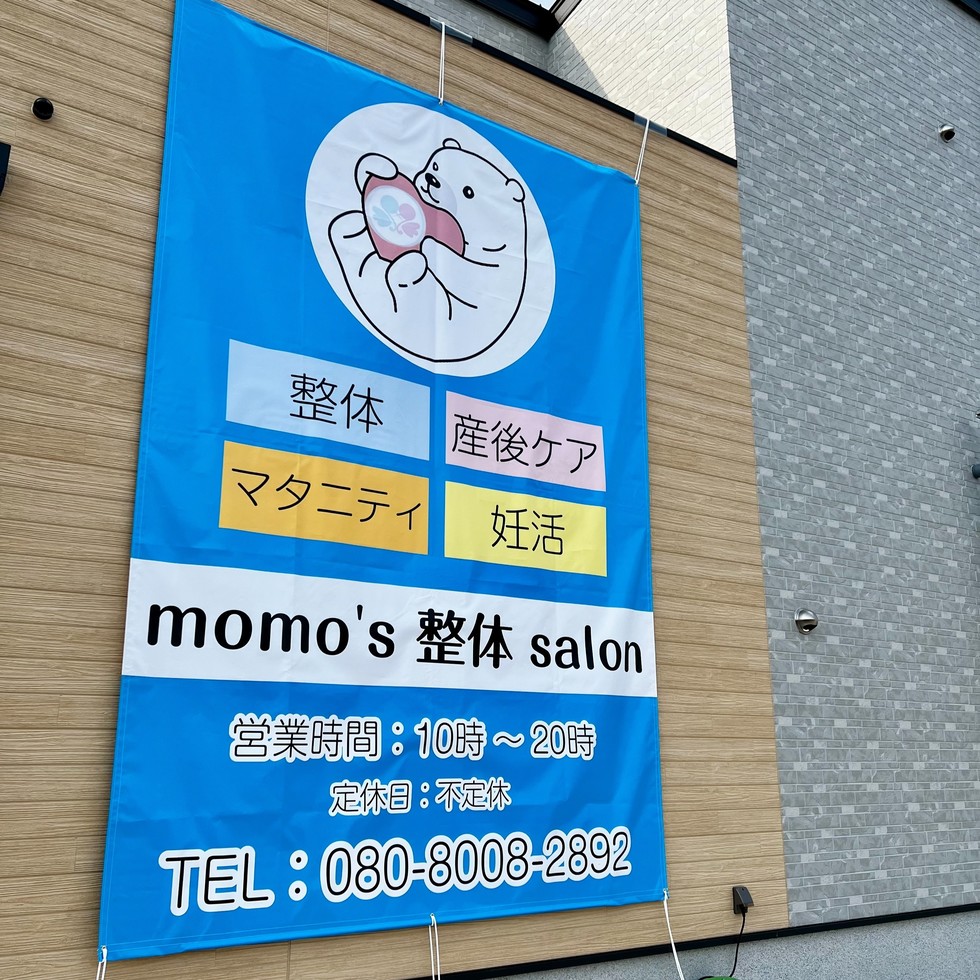 整体
産後ケア
マタニティ
妊活
momo's 整体 salon
営業時間：10時～20時
定休日：不定休
TEL：080-8008-2892